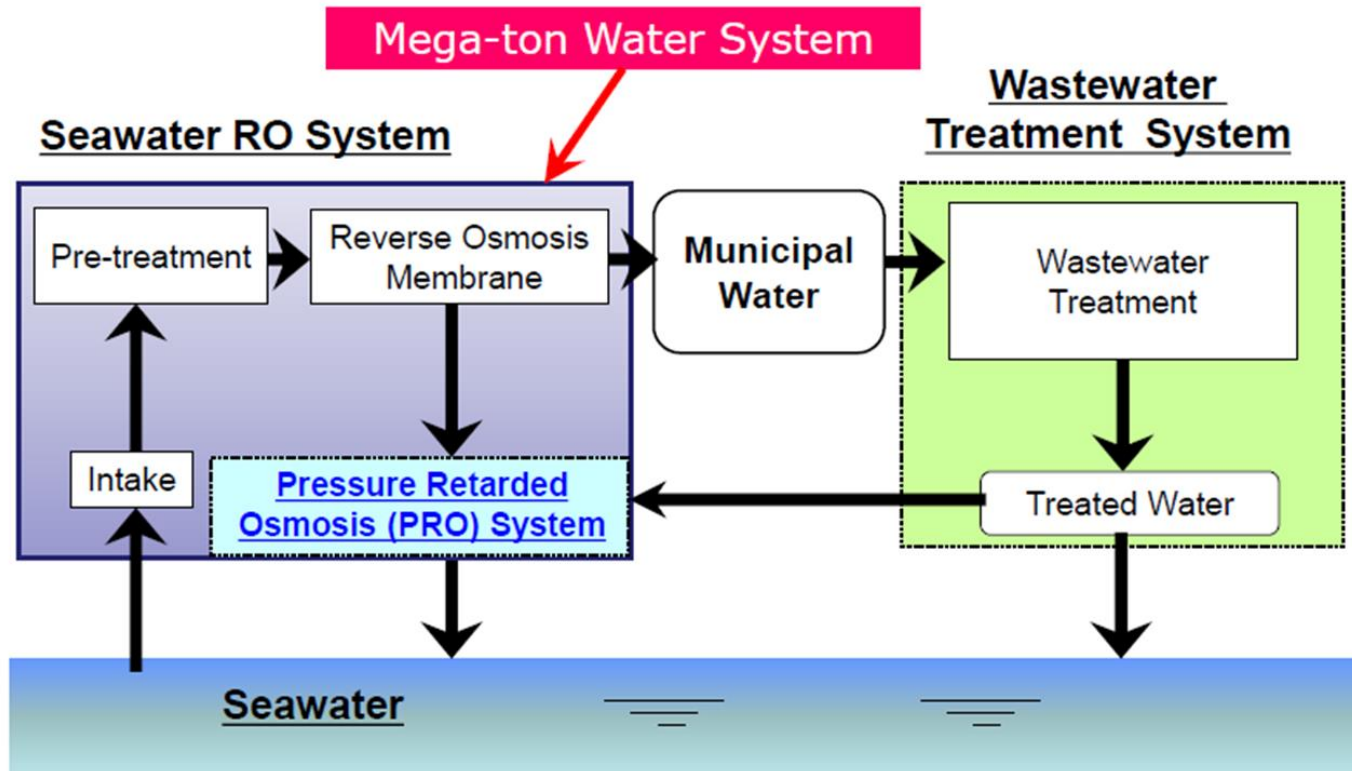 Mega-ton Water System
Seawater RO System
Wastewater
Treatment System
Pre-treatment
Reverse Osmosis
Membrane
Municipal
Water
Wastewater
Treatment
Intake
Pressure Retarded
Osmosis (PRO) System
Treated Water
Seawater